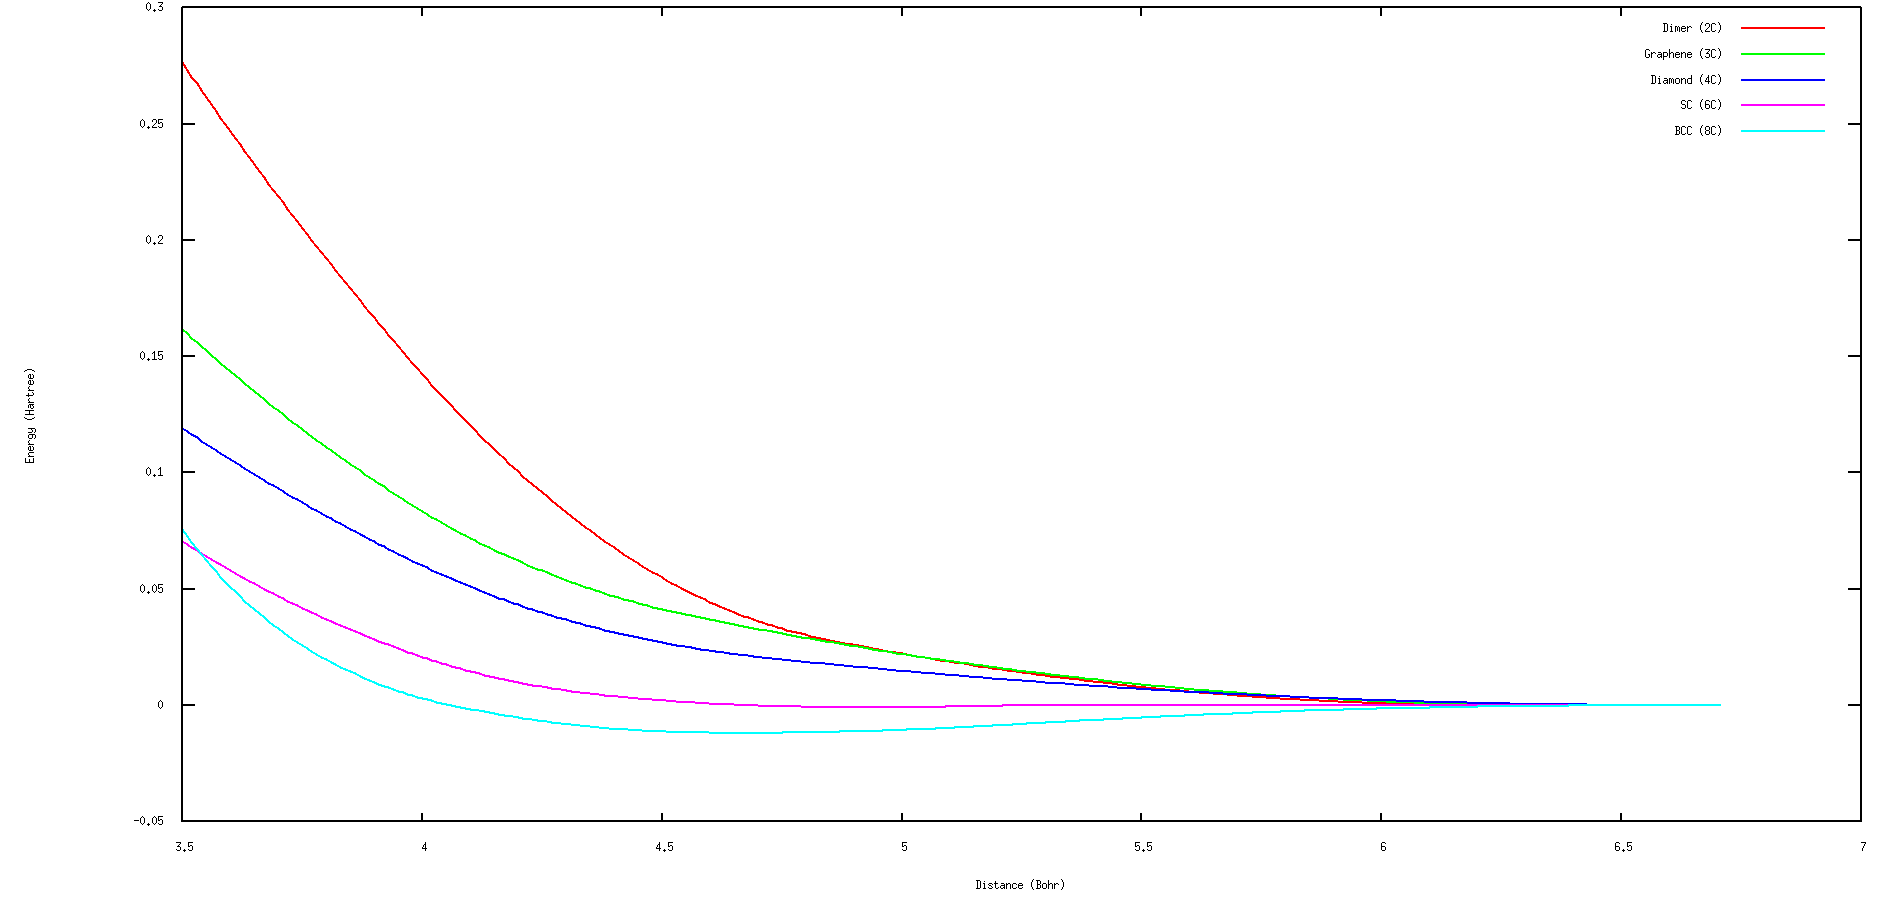 0.3
0.25
0.2
0.15
0.1
0.05
0
-0.05
3.5
4
4.5
5
5.5
6
6.5
7
Energy (Hartree)
Distance (Bohr)
Dimer (2C)
Graphene (3C)
Diamond (4C)
SC (6C)
BCC (8C)